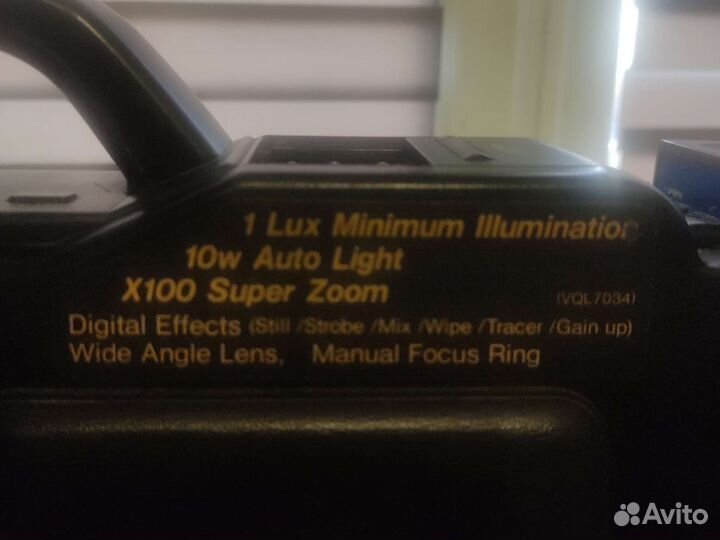 1 Lux Minimum Illumination
10w Auto Light
X100 Super Zoom
(VQL7034)
Digital Effects (Still /Strobe /Mix /Wipe /Tracer /Gain up)
Wide Angle Lens, Manual Focus Ring
Avito